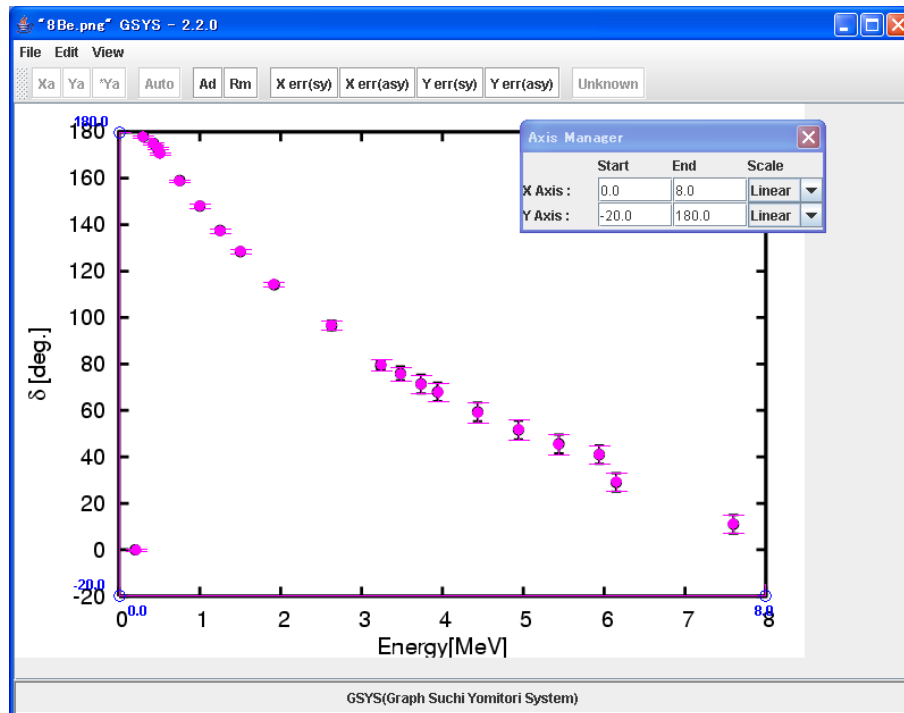 "8Be.png" GSYS - 2.2.0
File Edit View
Xa Ya *Ya Auto Ad Rm X err(sy) X err(asy) Y err(sy) Y err(asy) Unknown
Axis Manager
Start End Scale
X Axis : 0.0 8.0 Linear
Y Axis : -20.0 180.0 Linear
180.0
180
160
140
120
100
80
60
40
20
0
-20.0
-20
δ [deg.]
0.0 8.0
0 1 2 3 4 5 6 7 8
Energy[MeV]
GSYS(Graph Suchi Yomitori System)